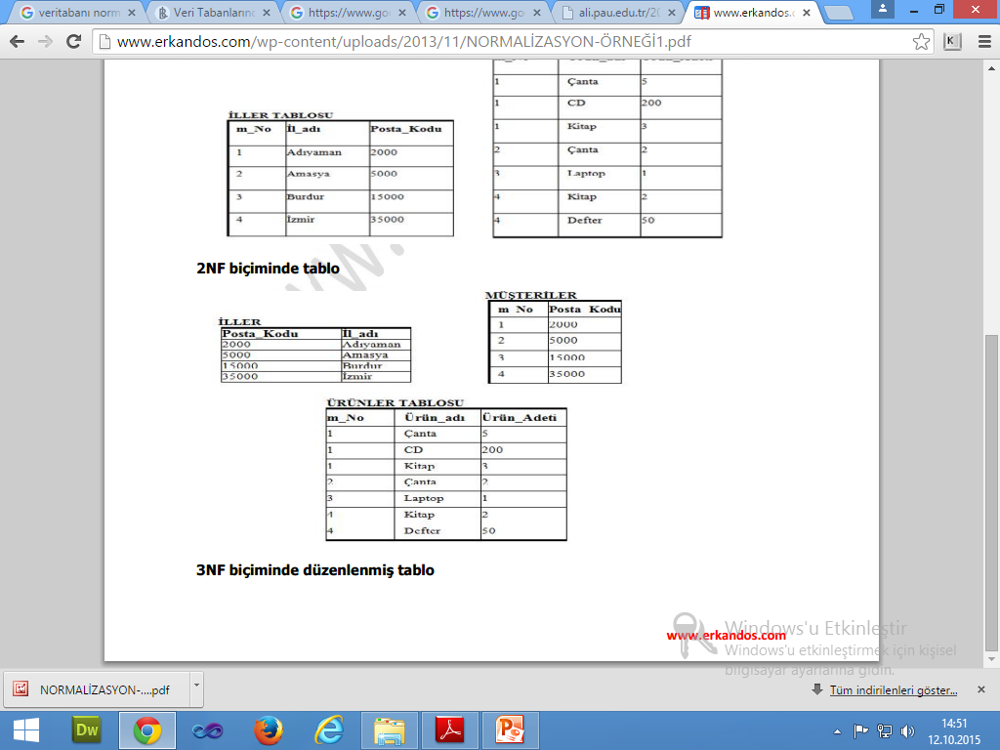 veritabanı norm
Veri Tabanlarınd
https://www.goo
https://www.go
ali.pau.edu.tr/20
www.erkandos.c
www.erkandos.com/wp-content/uploads/2013/11/NORMALİZASYON-ÖRNEĞİ1.pdf
1 Çanta 5
1 CD 200
1 Kitap 3
2 Çanta 2
3 Laptop 1
4 Kitap 2
4 Defter 50
İLLER TABLOSU
m_No İl_adı Posta_Kodu
1 Adıyaman 2000
2 Amasya 5000
3 Burdur 15000
4 İzmir 35000
2NF biçiminde tablo
İLLER
Posta_Kodu İl_adı
2000 Adıyaman
5000 Amasya
15000 Burdur
35000 İzmir
MÜŞTERİLER
m_No Posta_Kodu
1 2000
2 5000
3 15000
4 35000
ÜRÜNLER TABLOSU
m_No Ürün_adı Ürün_Adeti
1 Çanta 5
1 CD 200
1 Kitap 3
2 Çanta 2
3 Laptop 1
4 Kitap 2
4 Defter 50
3NF biçiminde düzenlenmiş tablo
www.erkandos.com
Windows'u Etkinleştir
Windows'u etkinleştirmek için kişisel
bilgisayar ayarlarına gidin.
NORMALİZASYON-....pdf
Tüm indirilenleri göster...
Dw
14:51
12.10.2015